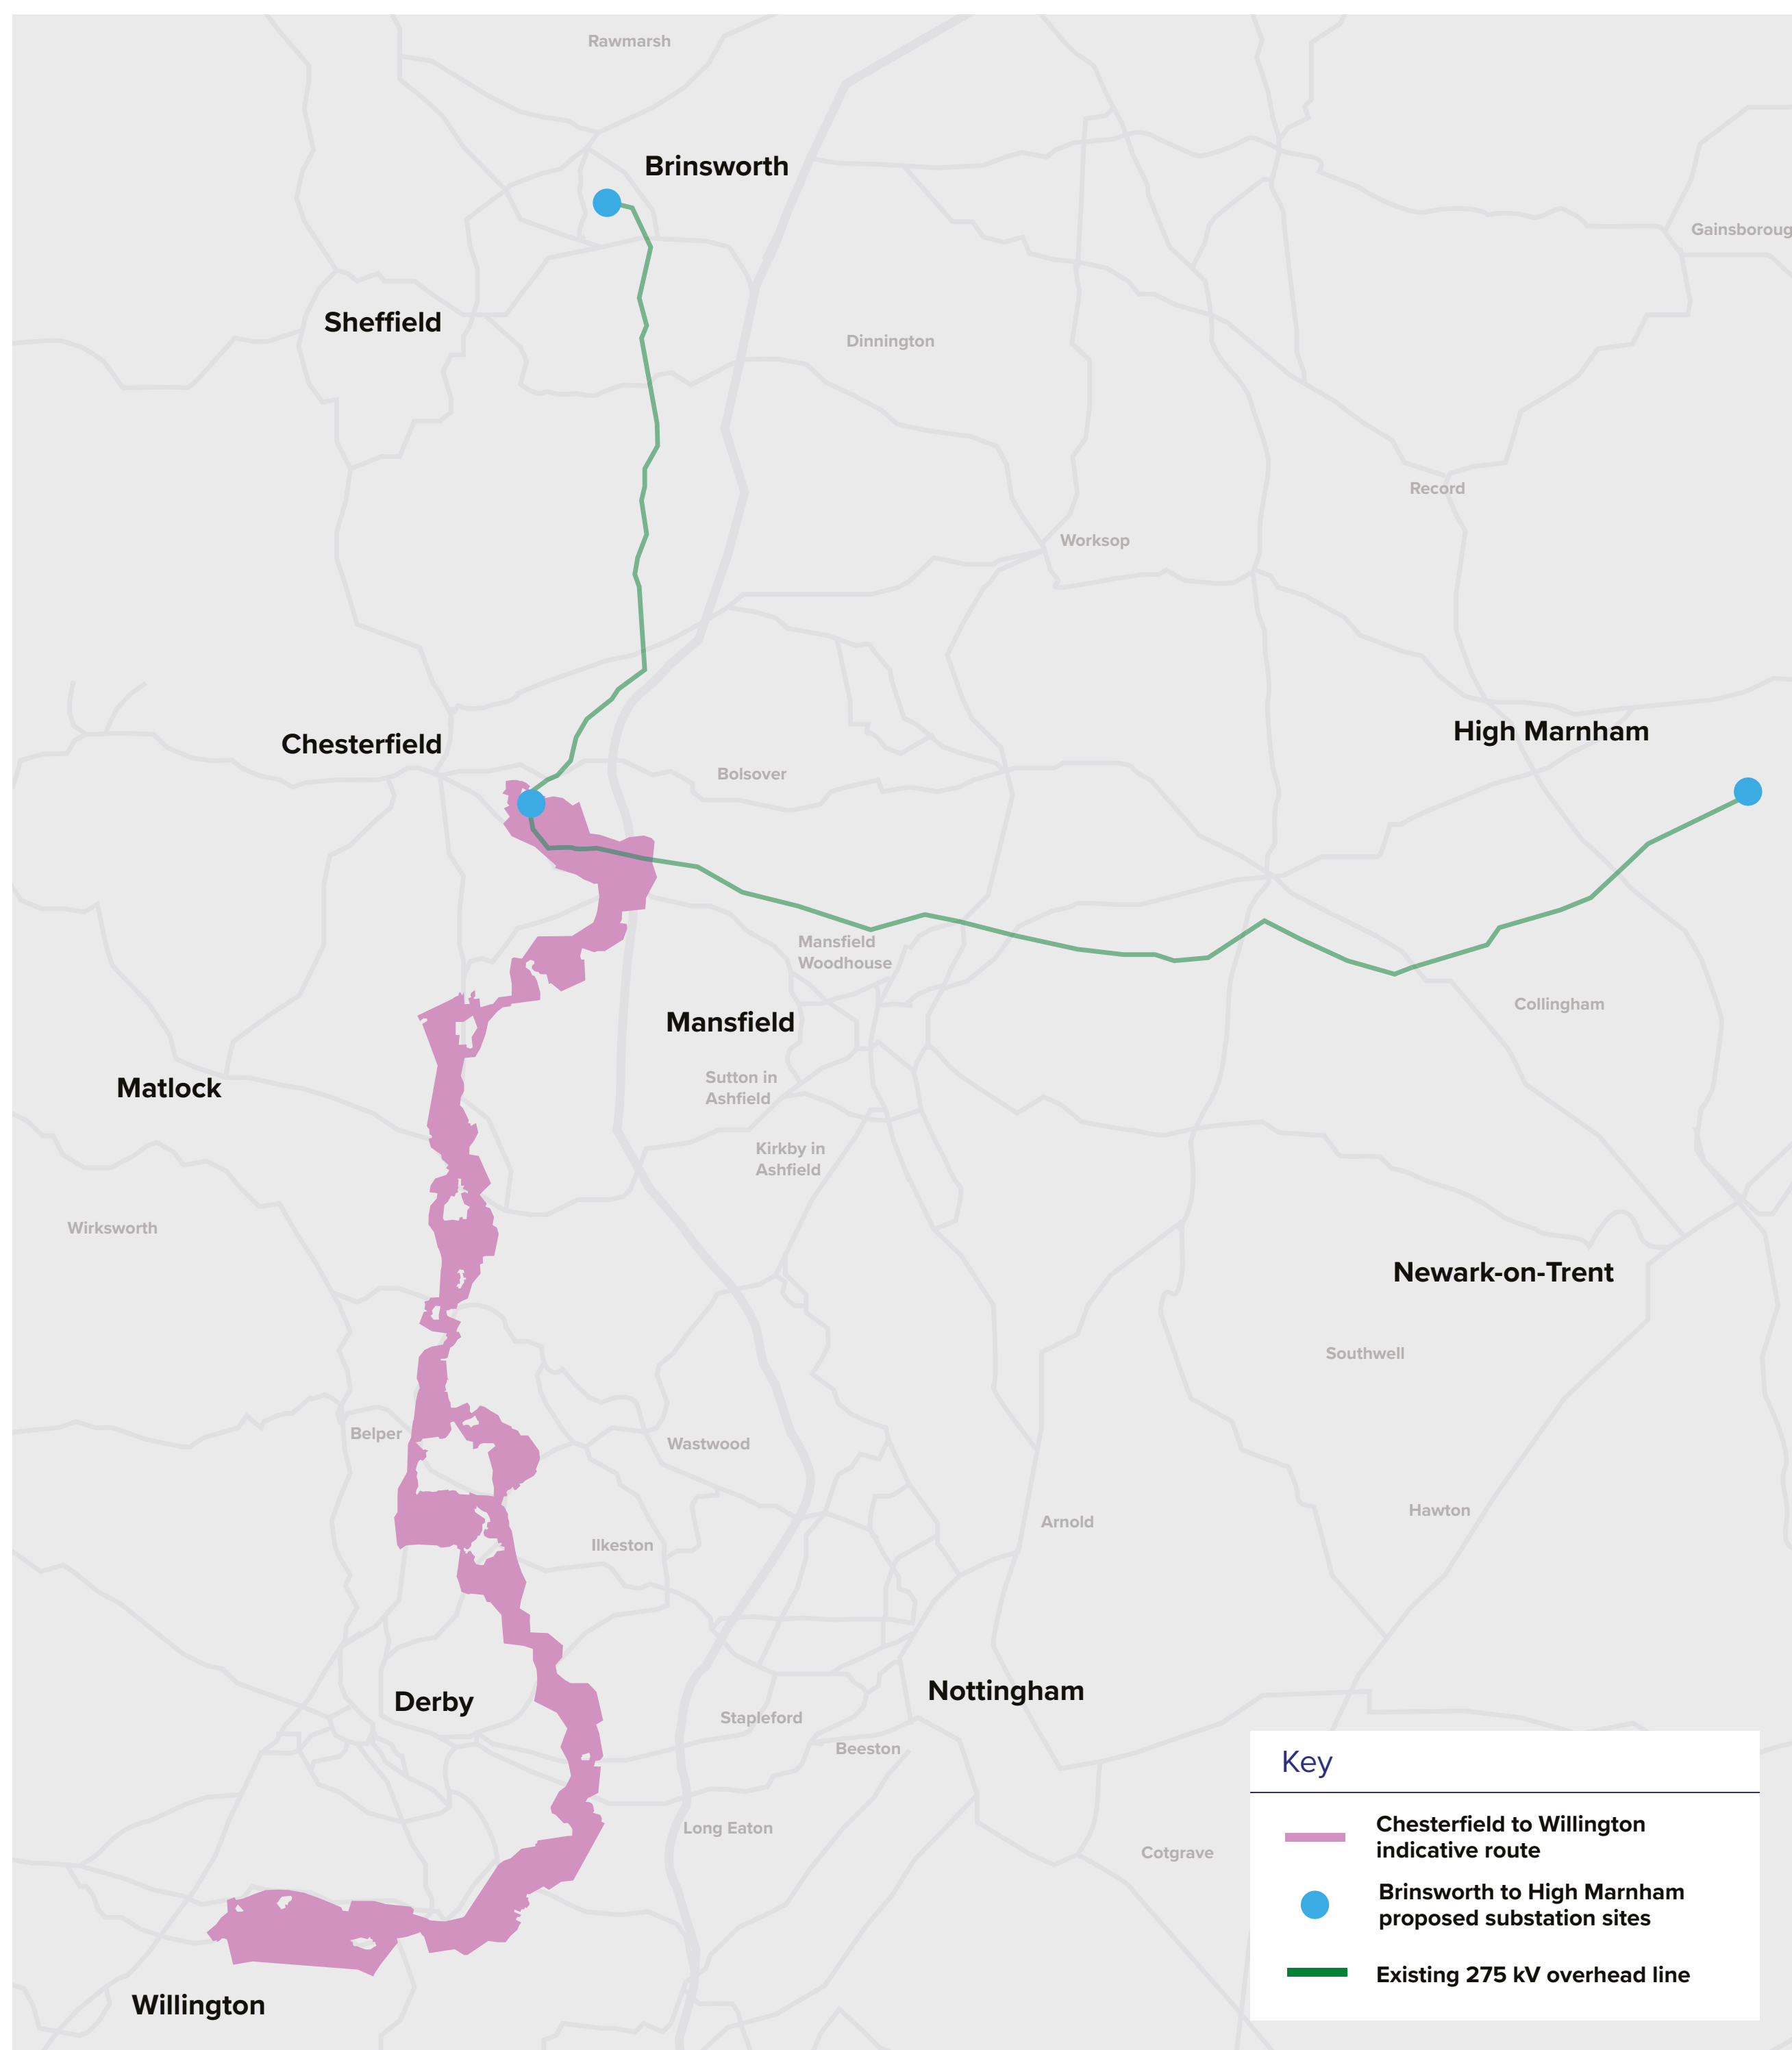 Rawmarsh
Brinsworth
Gainsboroug
Sheffield
Dinnington
Record
Worksop
High Marnham
Chesterfield
Bolsover
Mansfield
Woodhouse
Collingham
Mansfield
Sutton in
Ashfield
Matlock
Kirkby in
Ashfield
Wirksworth
Newark-on-Trent
Southwell
Belper
Wastwood
Hawton
Arnold
Ilkeston
Nottingham
Derby
Stapleford
Beeston
Long Eaton
Cotgrave
Willington
Key
Chesterfield to Willington
indicative route
Brinsworth to High Marnham
proposed substation sites
Existing 275 kV overhead line